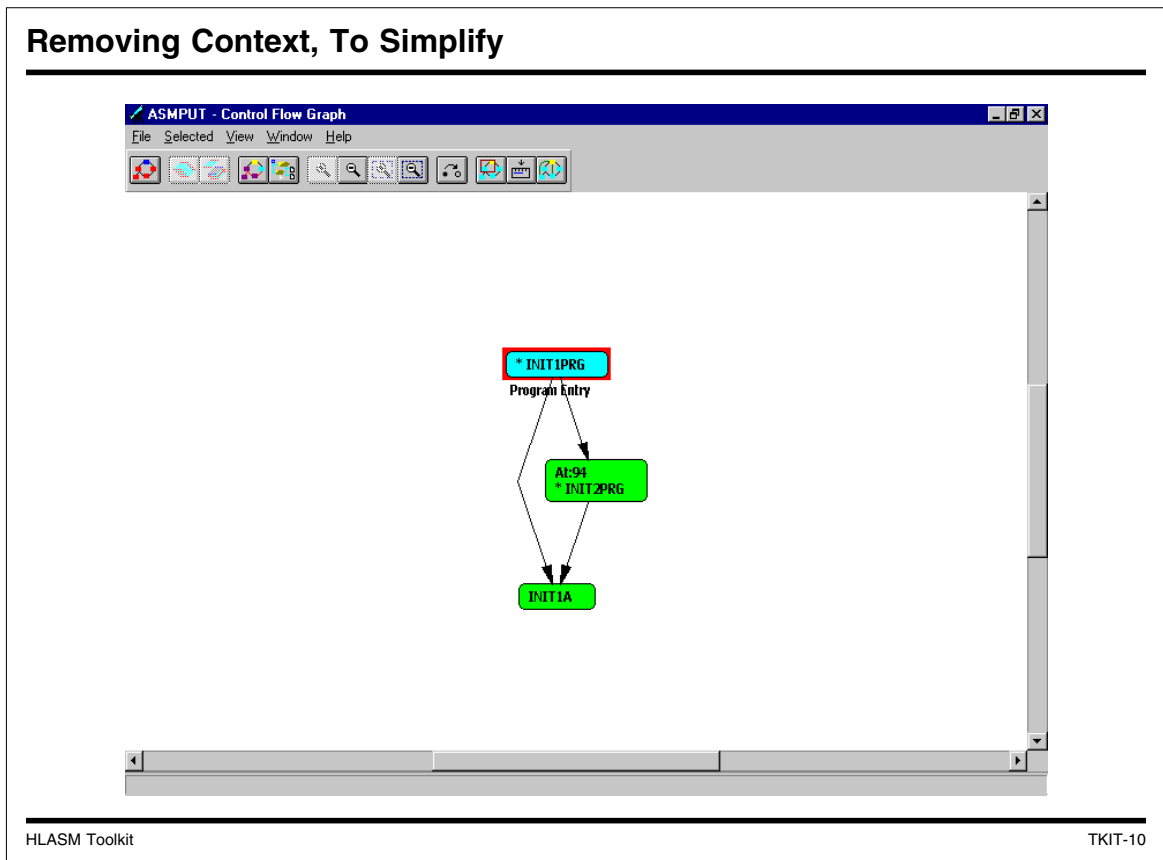 Removing Context, To Simplify
ASMPUT - Control Flow Graph
File Selected View Window Help
* INIT1PRG
Program Entry
At:94
* INIT2PRG
INIT1A
HLASM Toolkit
TKIT-10